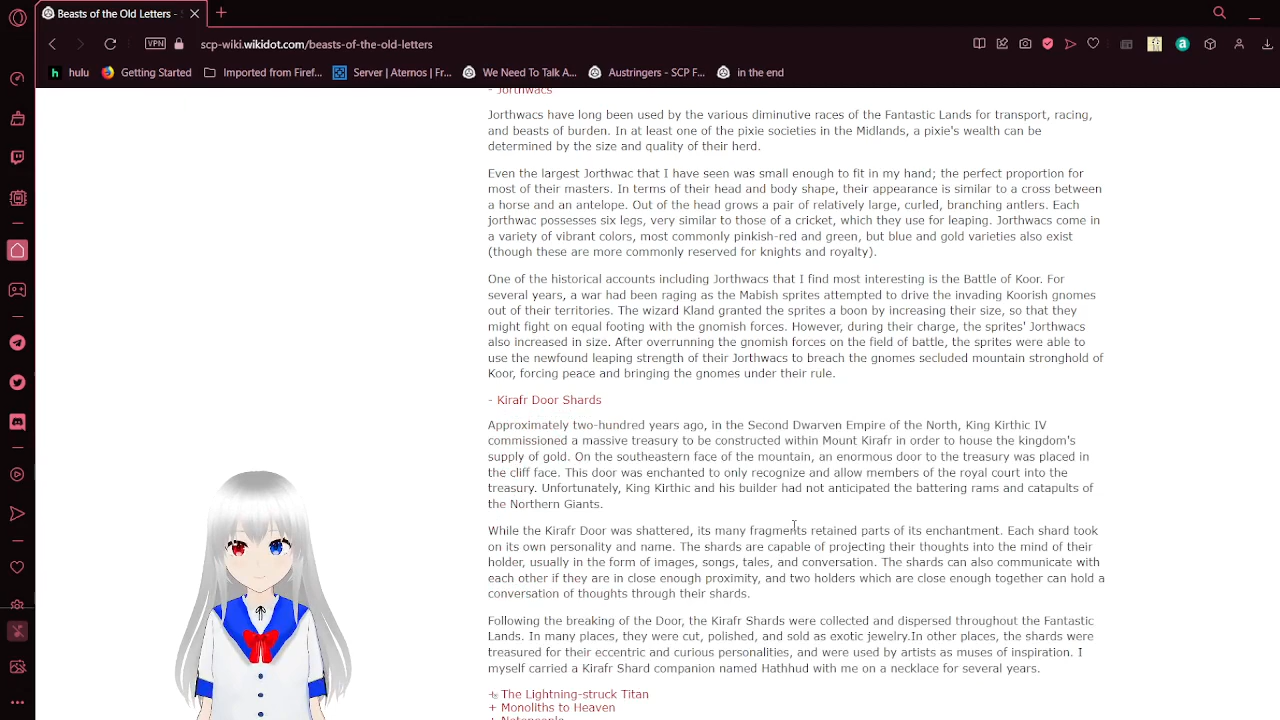 Beasts of the Old Letters -
scp-wiki.wikidot.com/beasts-of-the-old-letters
VPN
hulu
Getting Started
Imported from Firef...
Server | Aternos | Fr...
We Need To Talk A...
Austringers - SCP F...
in the end
- Jorthwacs
Jorthwacs have long been used by the various diminutive races of the Fantastic Lands for transport, racing,
and beasts of burden. In at least one of the pixie societies in the Midlands, a pixie's wealth can be
determined by the size and quality of their herd.
Even the largest Jorthwac that I have seen was small enough to fit in my hand; the perfect proportion for
most of their masters. In terms of their head and body shape, their appearance is similar to a cross between
a horse and an antelope. Out of the head grows a pair of relatively large, curled, branching antlers. Each
jorthwac possesses six legs, very similar to those of a cricket, which they use for leaping. Jorthwacs come in
a variety of vibrant colors, most commonly pinkish-red and green, but blue and gold varieties also exist
(though these are more commonly reserved for knights and royalty).
One of the historical accounts including Jorthwacs that I find most interesting is the Battle of Koor. For
several years, a war had been raging as the Mabish sprites attempted to drive the invading Koorish gnomes
out of their territories. The wizard Kland granted the sprites a boon by increasing their size, so that they
might fight on equal footing with the gnomish forces. However, during their charge, the sprites' Jorthwacs
also increased in size. After overrunning the gnomish forces on the field of battle, the sprites were able to
use the newfound leaping strength of their Jorthwacs to breach the gnomes secluded mountain stronghold of
Koor, forcing peace and bringing the gnomes under their rule.
- Kirafr Door Shards
Approximately two-hundred years ago, in the Second Dwarven Empire of the North, King Kirthic IV
commissioned a massive treasury to be constructed within Mount Kirafr in order to house the kingdom's
supply of gold. On the southeastern face of the mountain, an enormous door to the treasury was placed in
the cliff face. This door was enchanted to only recognize and allow members of the royal court into the
treasury. Unfortunately, King Kirthic and his builder had not anticipated the battering rams and catapults of
the Northern Giants.
While the Kirafr Door was shattered, its many fragments retained parts of its enchantment. Each shard took
on its own personality and name. The shards are capable of projecting their thoughts into the mind of their
holder, usually in the form of images, songs, tales, and conversation. The shards can also communicate with
each other if they are in close enough proximity, and two holders which are close enough together can hold a
conversation of thoughts through their shards.
Following the breaking of the Door, the Kirafr Shards were collected and dispersed throughout the Fantastic
Lands. In many places, they were cut, polished, and sold as exotic jewelry.In other places, the shards were
treasured for their eccentric and curious personalities, and were used by artists as muses of inspiration. I
myself carried a Kirafr Shard companion named Hathhud with me on a necklace for several years.
+ The Lightning-struck Titan
+ Monoliths to Heaven
+ Notepeople